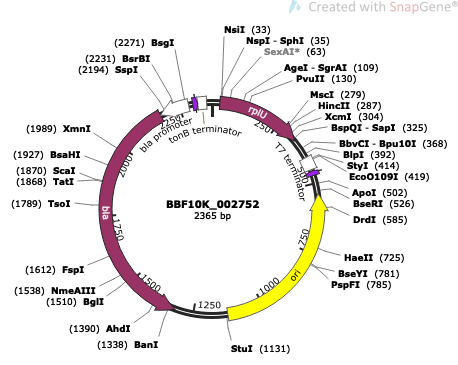 Created with SnapGene®
NsiI (33)
NspI - SphI (35)
SexAI* (63)
AgeI - SgrAI (109)
PvuII (130)
MscI (279)
HincII (287)
XcmI (304)
BspQI - SapI (325)
BbvCI - Bpu10I (368)
BlpI (392)
StyI (414)
EcoO109I (419)
ApoI (502)
BseRI (526)
DrdI (585)
HaeII (725)
BseYI (781)
PspFI (785)
StuI (1131)
(1338) BanI
(1390) AhdI
(1510) BglI
(1538) NmeAIII
(1612) FspI
(1789) TsoI
(1868) TatI
(1870) ScaI
(1927) BsaHI
(1989) XmnI
(2194) SspI
(2231) BsrBI
(2271) BsgI
rplU
T7 terminator
ori
bla
bla promoter
tonB terminator
250
500
750
1000
1250
1500
1750
2000
2250
BBF10K_002752
2365 bp